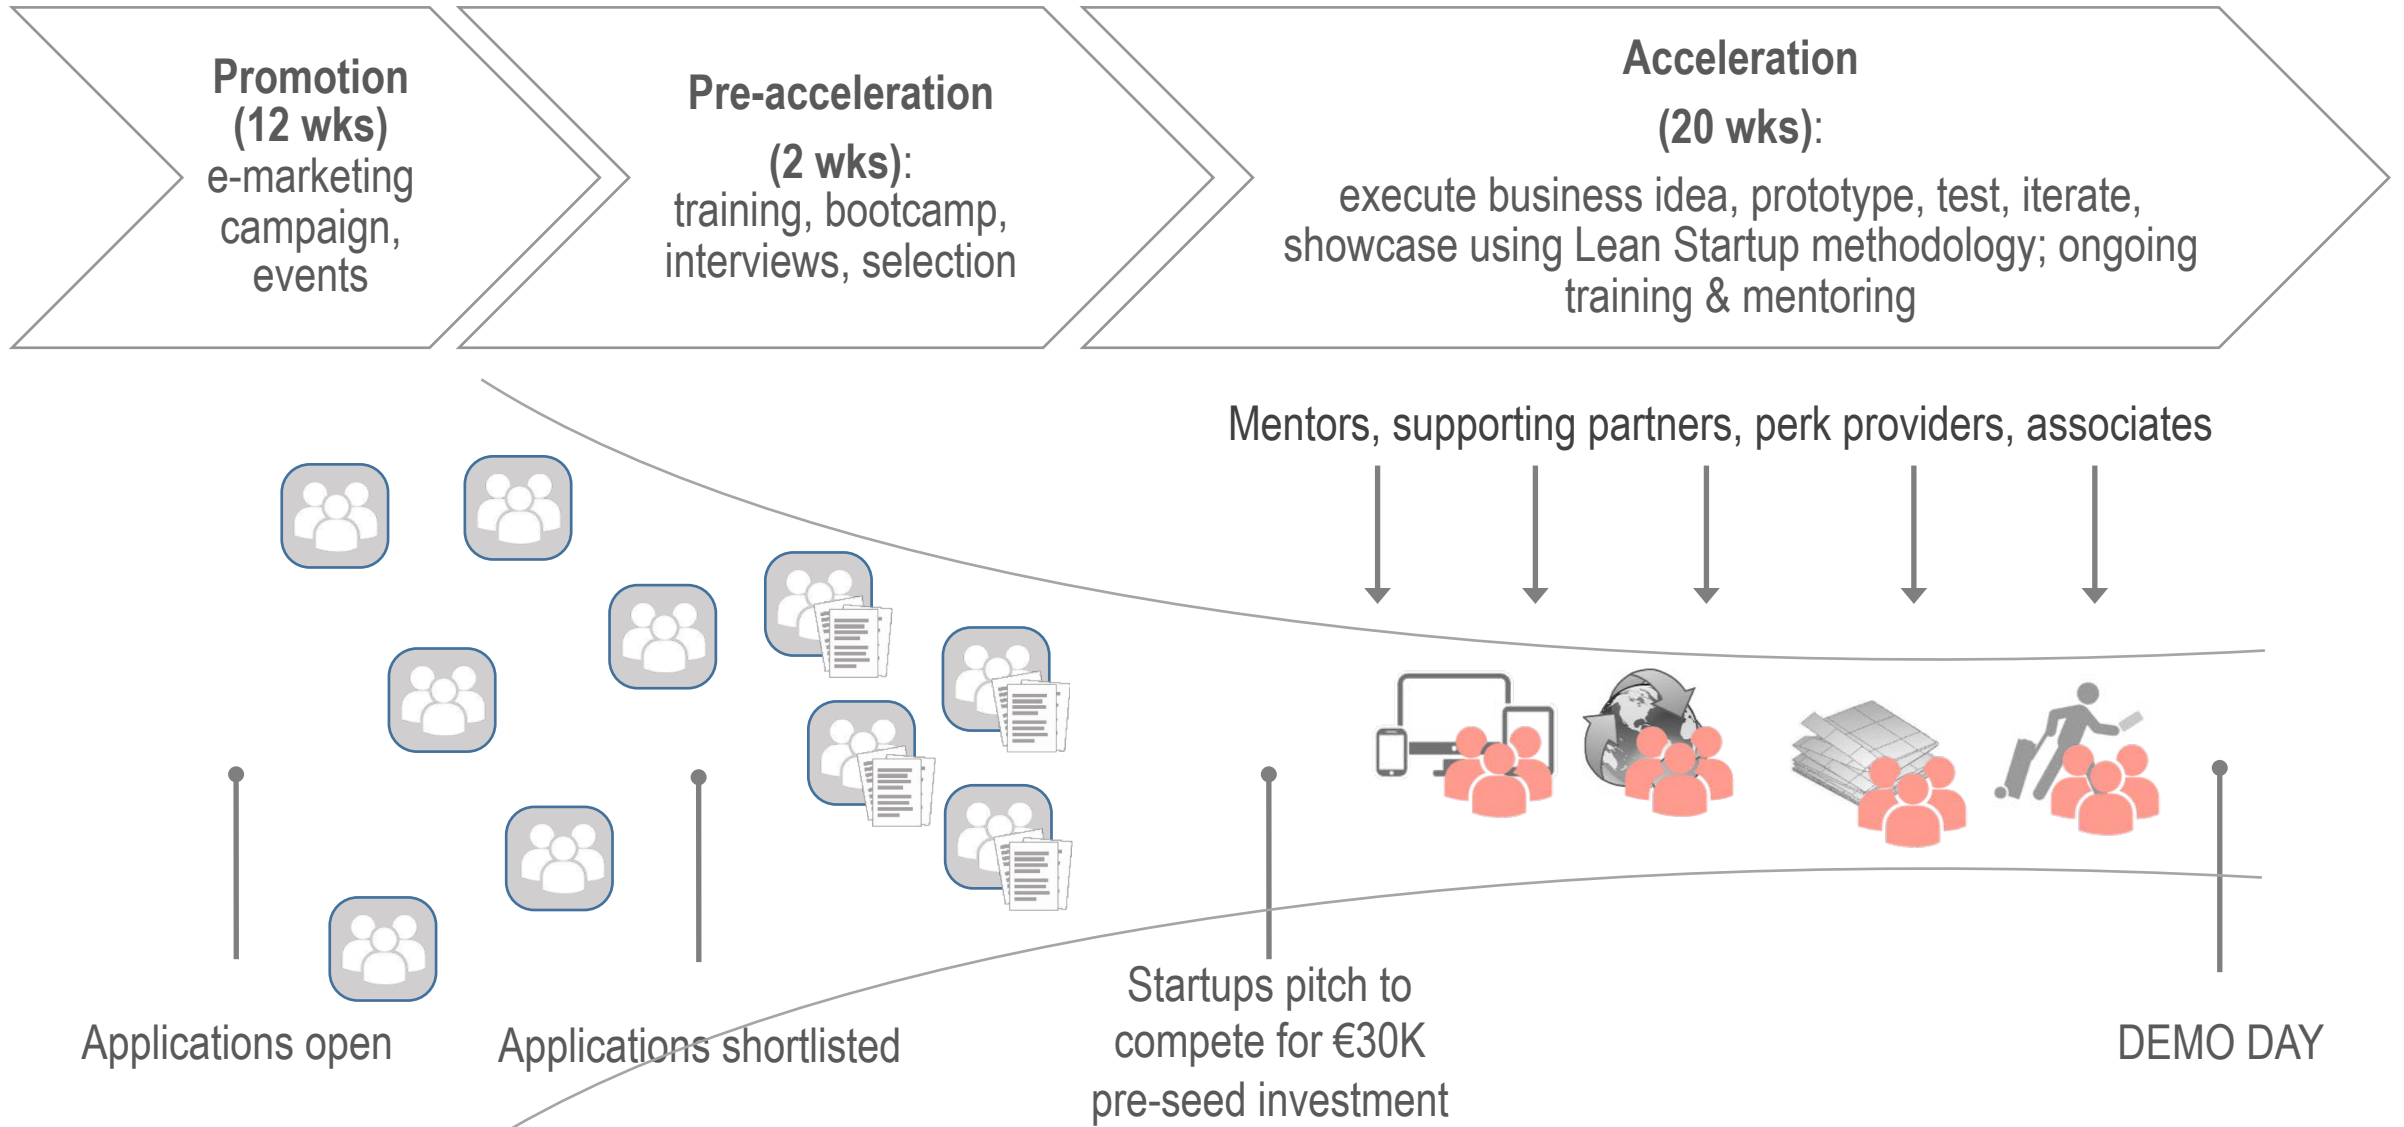 Promotion
(12 wks)
e-marketing
campaign,
events
Pre-acceleration
(2 wks):
training, bootcamp,
interviews, selection
Acceleration
(20 wks):
execute business idea, prototype, test, iterate,
showcase using Lean Startup methodology; ongoing
training & mentoring
Mentors, supporting partners, perk providers, associates
Applications open
Applications shortlisted
Startups pitch to
compete for €30K
pre-seed investment
DEMO DAY